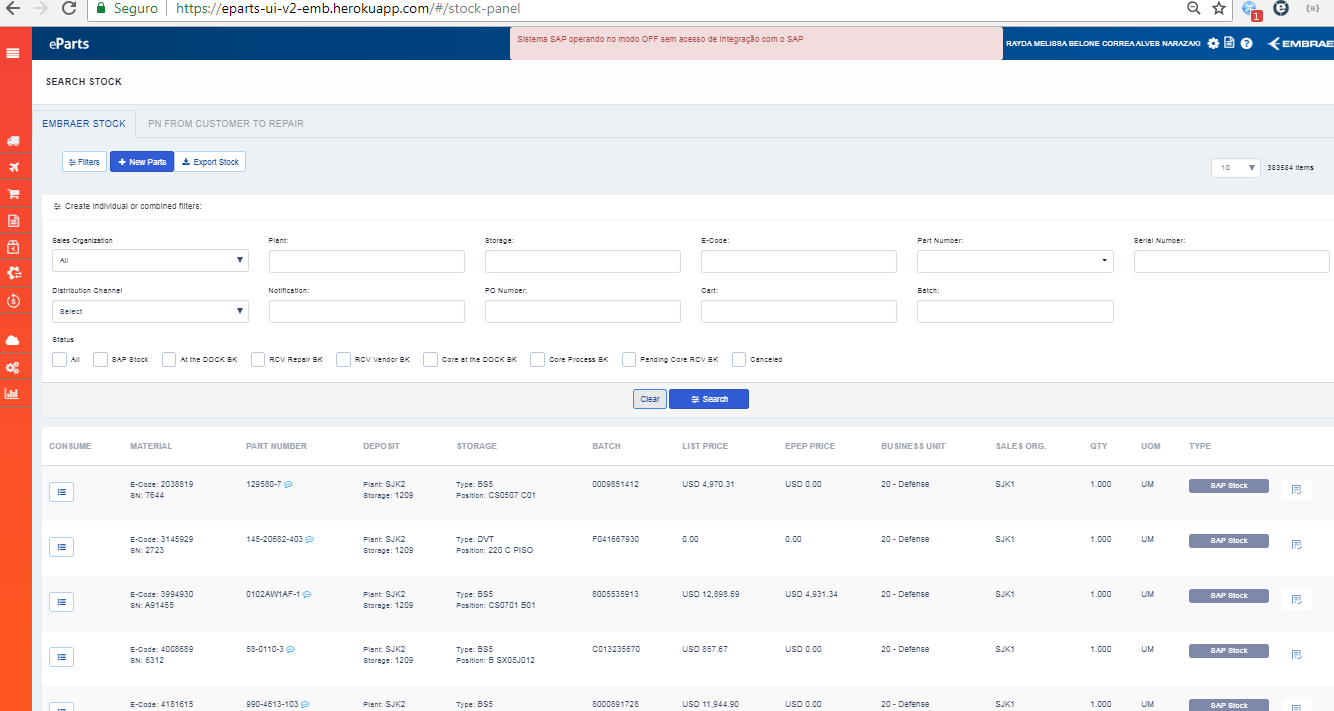 Seguro https://eparts-ui-v2-emb.herokuapp.com/#/stock-panel
1
eParts
Sistema SAP operando no modo OFF sem acesso de integração com o SAP
RAYDA MELISSA BELONE CORREA ALVES NARAZAKI
EMBRAE
SEARCH STOCK
EMBRAER STOCK PN FROM CUSTOMER TO REPAIR
Filters New Parts Export Stock
10 383584 items
Create individual or combined filters:
Sales Organization Plant: Storage: E-Code: Part Number: Serial Number:
All
Distribution Channel Notification: PO Number: Cart: Batch:
Select
Status
All SAP Stock At the DOCK BK RCV Repair BK RCV Vendor BK Core at the DOCK BK Core Process BK Pending Core RCV BK Canceled
Clear Search
CONSUME MATERIAL PART NUMBER DEPOSIT STORAGE BATCH LIST PRICE EPEP PRICE BUSINESS UNIT SALES ORG. QTY UOM TYPE
E-Code: 2038819 129580-7 Plant: SJK2 Type: BS5 0009851412 USD 4,970.31 USD 0.00 20 - Defense SJK1 1.000 UM SAP Stock
SN: 7644 Storage: 1209 Position: CS0507 C01
E-Code: 3145929 145-20682-403 Plant: SJK2 Type: DVT F041667930 0.00 0.00 20 - Defense SJK1 1.000 UM SAP Stock
SN: 2723 Storage: 1209 Position: 220 C PISO
E-Code: 3994930 0102AW1AF-1 Plant: SJK2 Type: BS5 8005535913 USD 12,898.69 USD 4,931.34 20 - Defense SJK1 1.000 UM SAP Stock
SN: A91455 Storage: 1209 Position: CS0701 B01
E-Code: 4008689 58-0110-3 Plant: SJK2 Type: BS5 C013235670 USD 857.67 USD 0.00 20 - Defense SJK1 1.000 UM SAP Stock
SN: 6312 Storage: 1209 Position: B SX05J012
E-Code: 4181615 990-4613-103 Plant: SJK2 Type: BS5 8000891728 USD 11,944.90 USD 0.00 20 - Defense SJK1 1.000 UM SAP Stock